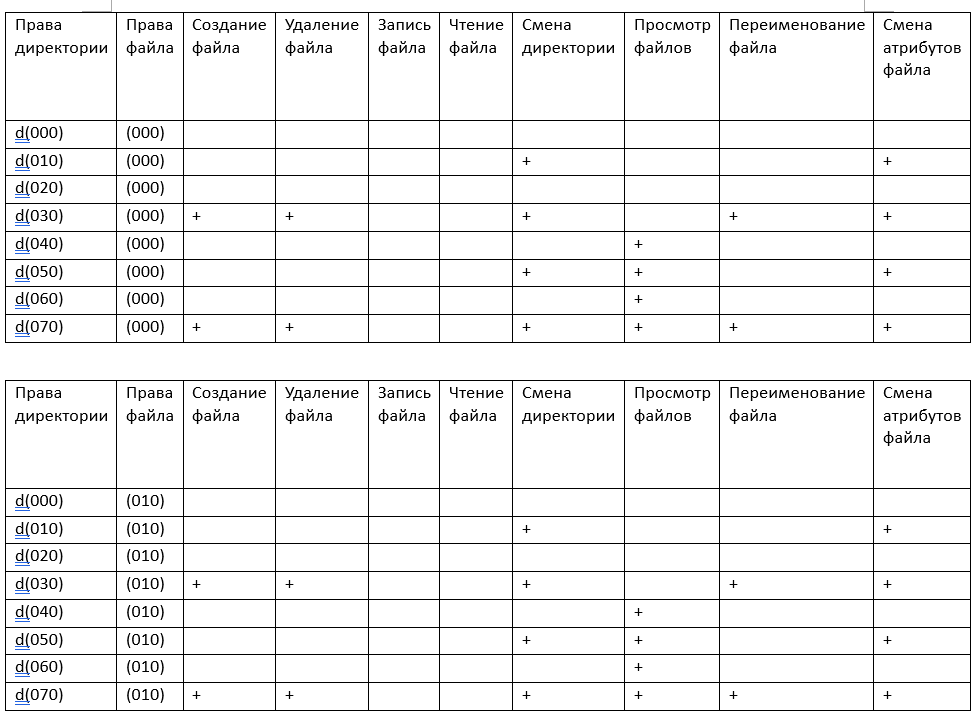 Права директории | Права файла | Создание файла | Удаление файла | Запись файла | Чтение файла | Смена директории | Просмотр файлов | Переименование файла | Смена атрибутов файла
d(000) | (000) | | | | | | | |
d(010) | (000) | | | | | + | | | +
d(020) | (000) | | | | | | | |
d(030) | (000) | + | + | | | + | | + | +
d(040) | (000) | | | | | | + | |
d(050) | (000) | | | | | + | + | | +
d(060) | (000) | | | | | | + | |
d(070) | (000) | + | + | | | + | + | + | +
Права директории | Права файла | Создание файла | Удаление файла | Запись файла | Чтение файла | Смена директории | Просмотр файлов | Переименование файла | Смена атрибутов файла
d(000) | (010) | | | | | | | |
d(010) | (010) | | | | | + | | | +
d(020) | (010) | | | | | | | |
d(030) | (010) | + | + | | | + | | + | +
d(040) | (010) | | | | | | + | |
d(050) | (010) | | | | | + | + | | +
d(060) | (010) | | | | | | + | |
d(070) | (010) | + | + | | | + | + | + | +